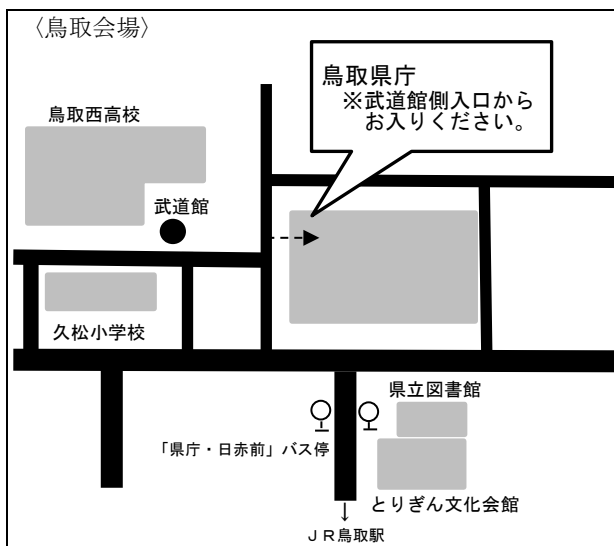 〈鳥取会場〉
鳥取県庁
※武道館側入口から
お入りください。
鳥取西高校
武道館
久松小学校
県立図書館
「県庁・日赤前」バス停
とりぎん文化会館
↓
ＪＲ鳥取駅